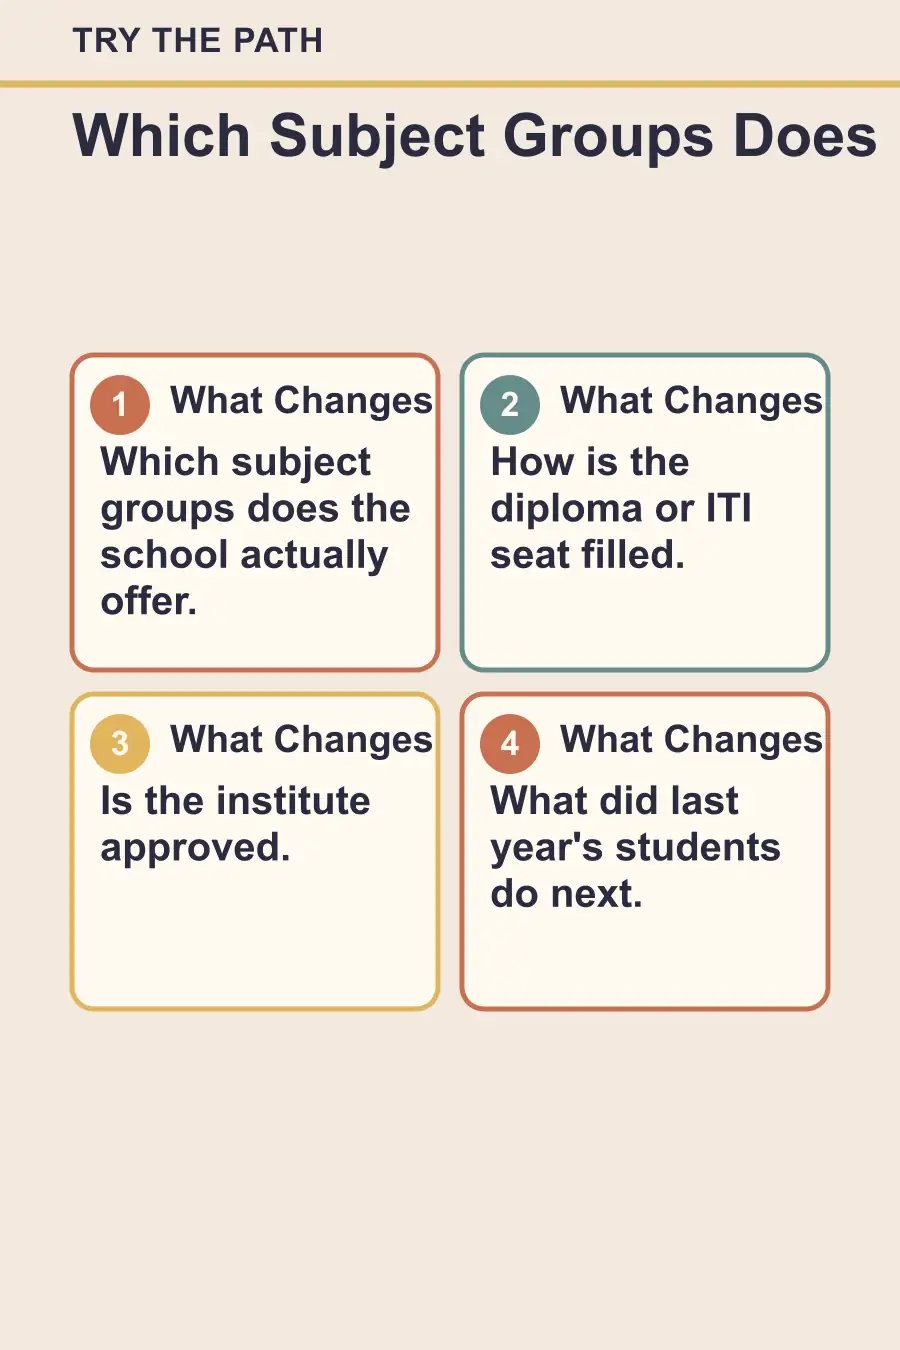 TRY THE PATH
Which Subject Groups Does
1
What Changes
Which subject
groups does the
school actually
offer.
2
What Changes
How is the
diploma or ITI
seat filled.
3
What Changes
Is the institute
approved.
4
What Changes
What did last
year's students
do next.